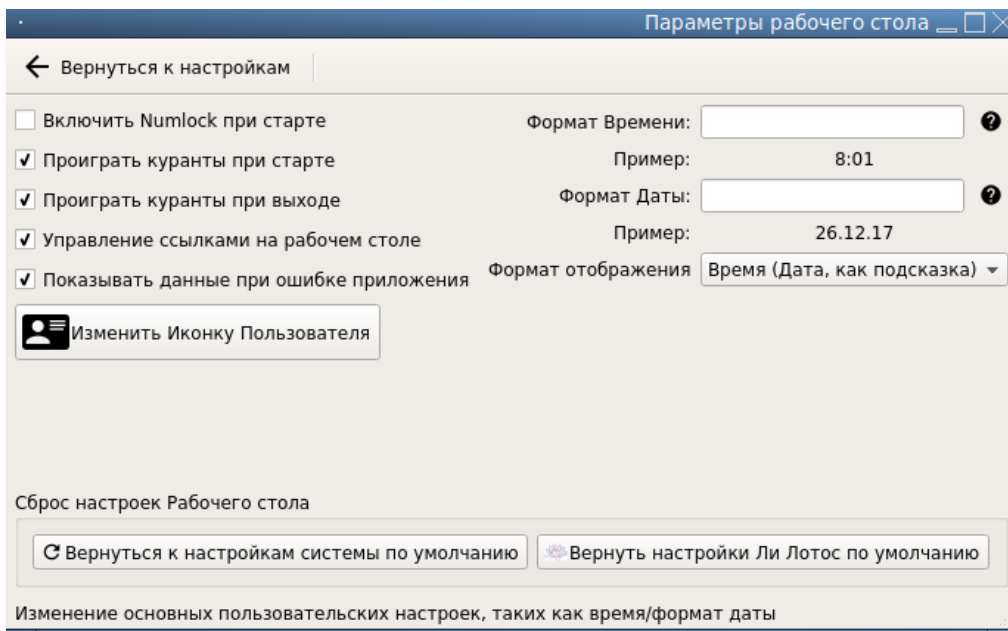 Параметры рабочего стола
Вернуться к настройкам
Включить Numlock при старте
Проиграть куранты при старте
Проиграть куранты при выходе
Управление ссылками на рабочем столе
Показывать данные при ошибке приложения
Изменить Иконку Пользователя
Формат Времени:
Пример: 8:01
Формат Даты:
Пример: 26.12.17
Формат отображения Время (Дата, как подсказка)
Сброс настроек Рабочего стола
Вернуться к настройкам системы по умолчанию Вернуть настройки Ли Лотос по умолчанию
Изменение основных пользовательских настроек, таких как время/формат даты